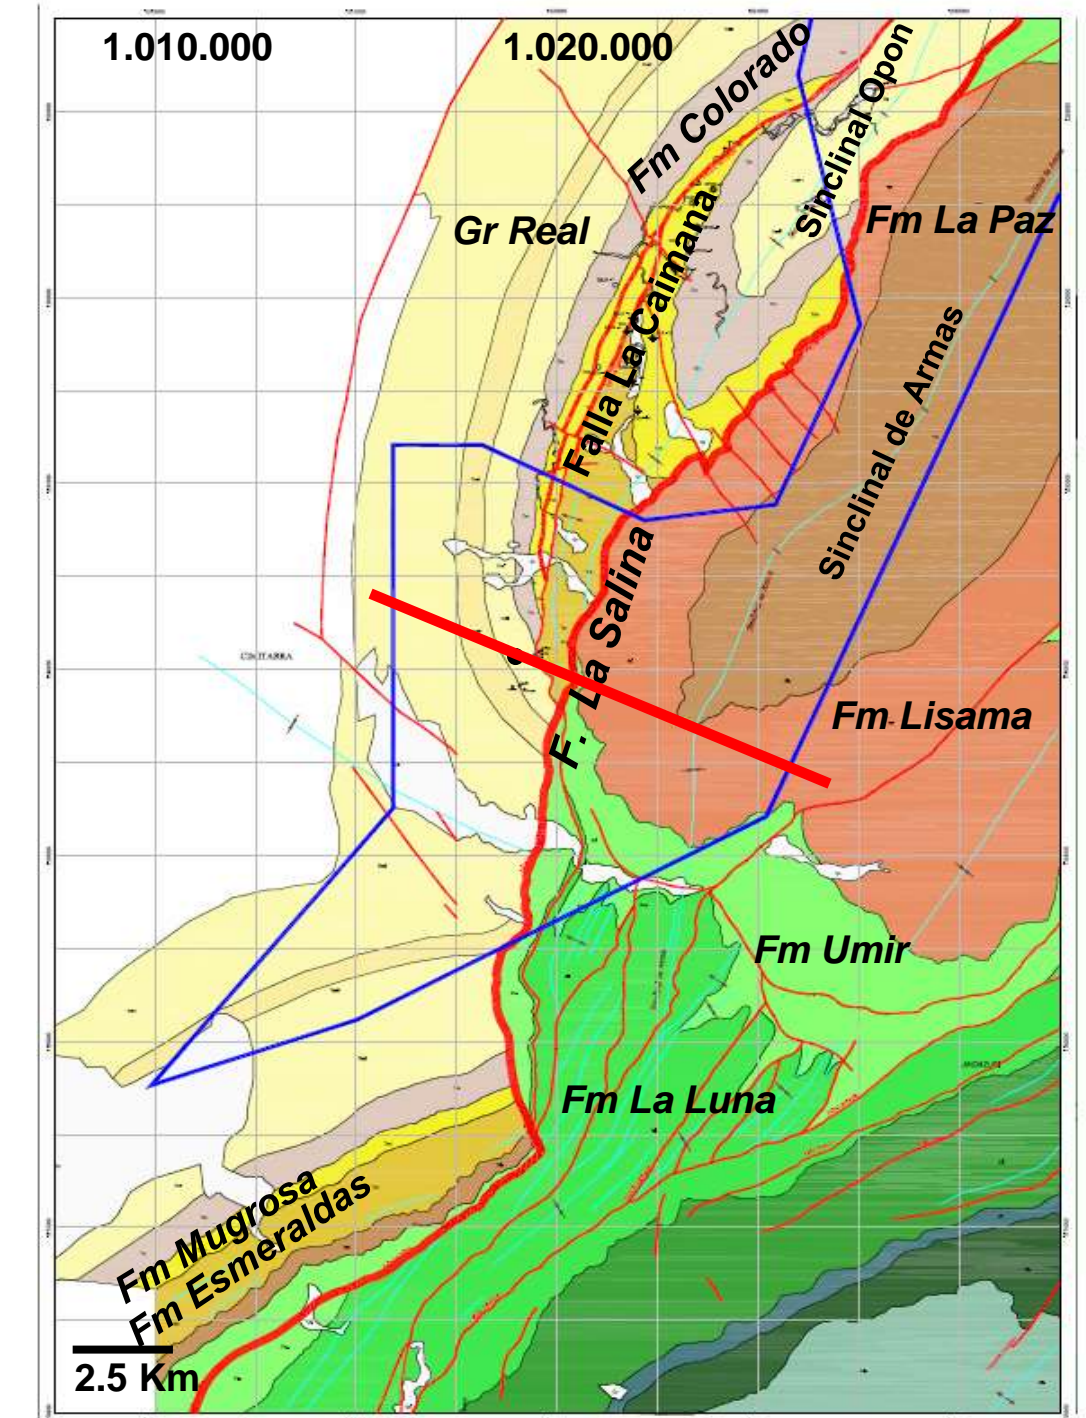 1.010.000
1.020.000
Fm Colorado
Sinclinal Opon
Gr Real
Fm La Paz
Falla La Caimana
Sinclinal de Armas
F. La Salina
CIMITARRA
Fm Lisama
Fm Umir
Fm La Luna
Fm Mugrosa
Fm Esmeraldas
2.5 Km